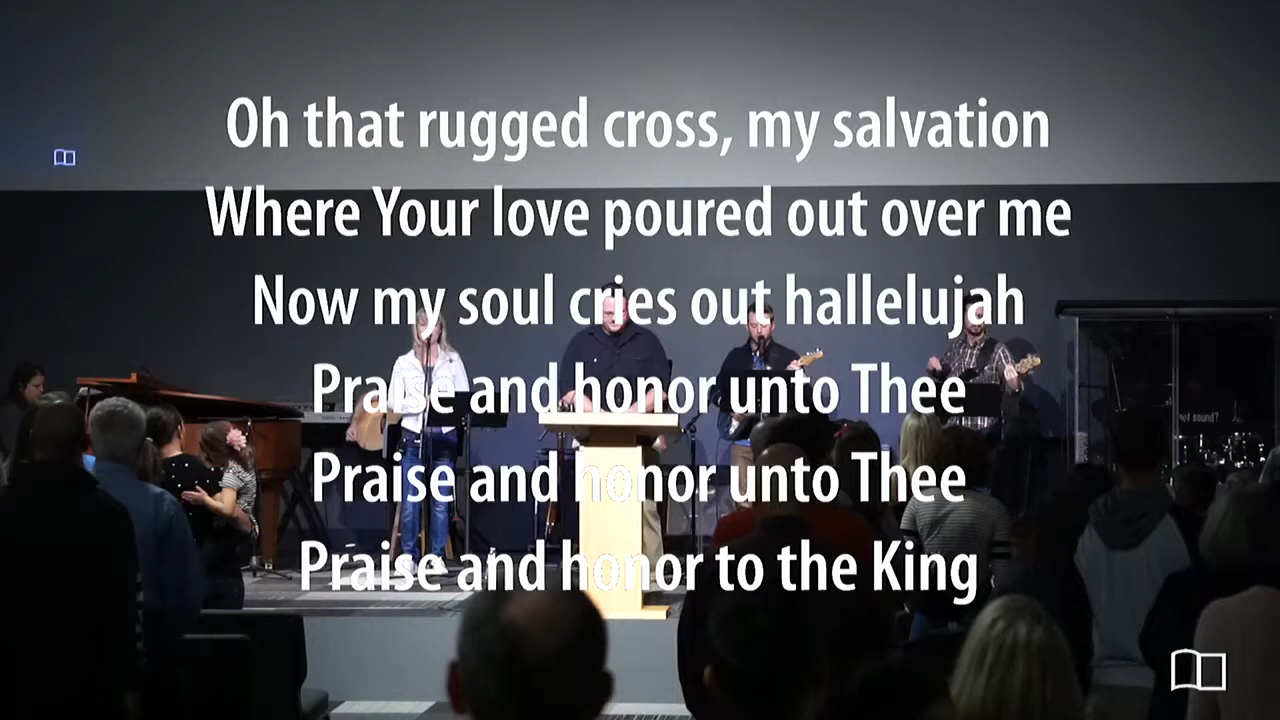 Oh that rugged cross, my salvation
Where Your love poured out over me
Now my soul cries out hallelujah
Praise and honor unto Thee
Praise and honor unto Thee
Praise and honor to the King